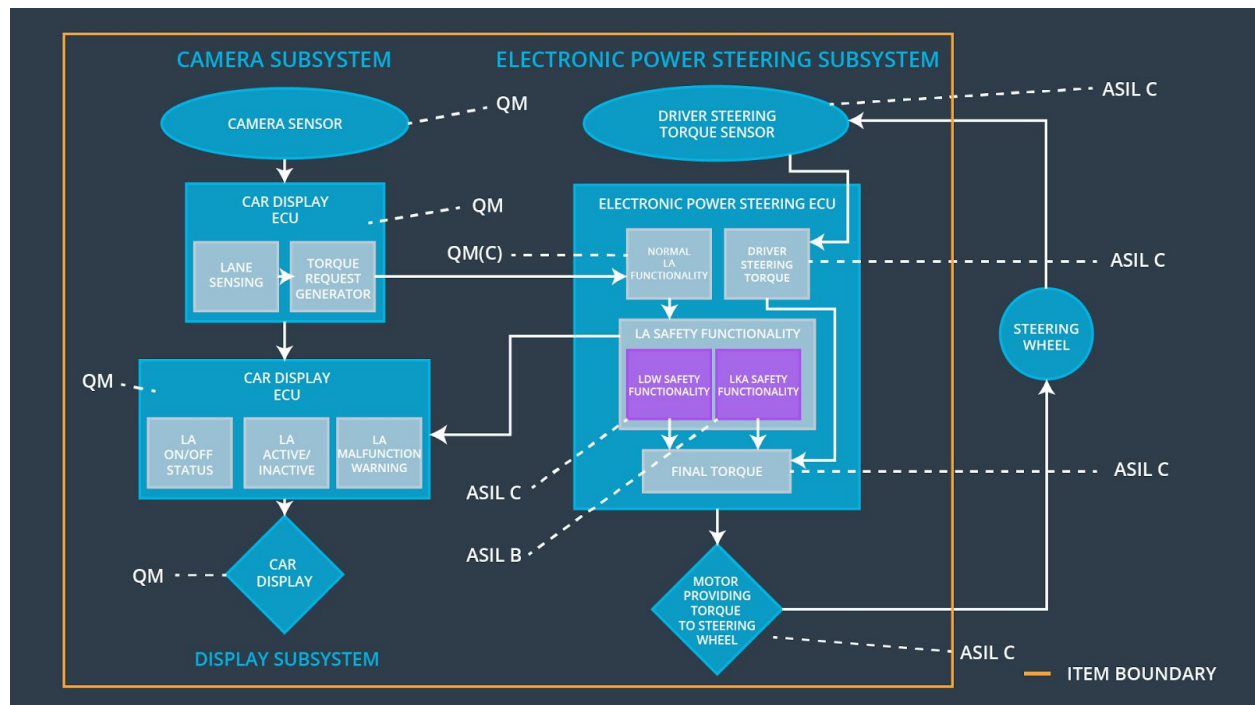 CAMERA SUBSYSTEM
ELECTRONIC POWER STEERING SUBSYSTEM
CAMERA SENSOR
QM
DRIVER STEERING
TORQUE SENSOR
ASIL C
CAR DISPLAY
ECU
QM
LANE
SENSING
TORQUE
REQUEST
GENERATOR
ELECTRONIC POWER STEERING ECU
QM(C)
NORMAL
LA
FUNCTIONALITY
DRIVER
STEERING
TORQUE
ASIL C
LA SAFETY FUNCTIONALITY
LDW SAFETY
FUNCTIONALITY
LKA SAFETY
FUNCTIONALITY
STEERING
WHEEL
QM
CAR DISPLAY
ECU
LA
ON/OFF
STATUS
LA
ACTIVE/
INACTIVE
LA
MALFUNCTION
WARNING
FINAL TORQUE
ASIL C
ASIL C
ASIL B
QM
CAR
DISPLAY
MOTOR
PROVIDING
TORQUE
TO STEERING
WHEEL
ASIL C
DISPLAY SUBSYSTEM
ITEM BOUNDARY